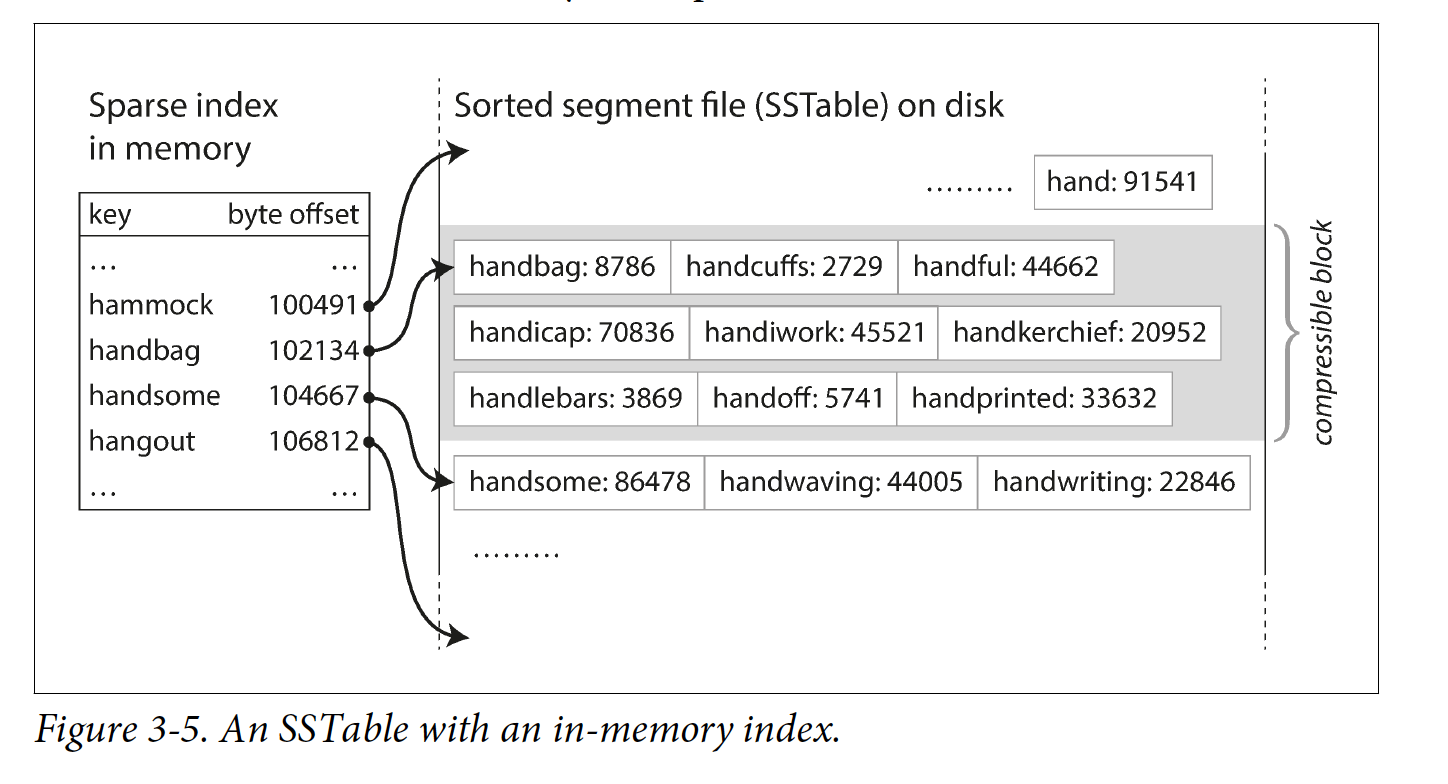 Sparse index
in memory
key byte offset
... ...
hammock 100491
handbag 102134
handsome 104667
hangout 106812
... ...
Sorted segment file (SSTable) on disk
......... hand: 91541
handbag: 8786 handcuffs: 2729 handful: 44662
handicap: 70836 handiwork: 45521 handkerchief: 20952
handlebars: 3869 handoff: 5741 handprinted: 33632
handsome: 86478 handwaving: 44005 handwriting: 22846
.........
compressible block
Figure 3-5. An SSTable with an in-memory index.